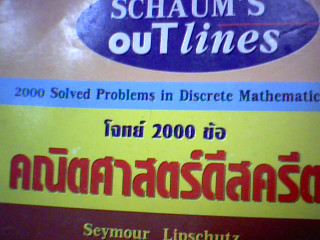 SCHAUM'S
ouTlines
2000 Solved Problems in Discrete Mathematic
โจทย์ 2000 ข้อ
คณิตศาสตร์ดีสครีต
Seymour Lipschutz